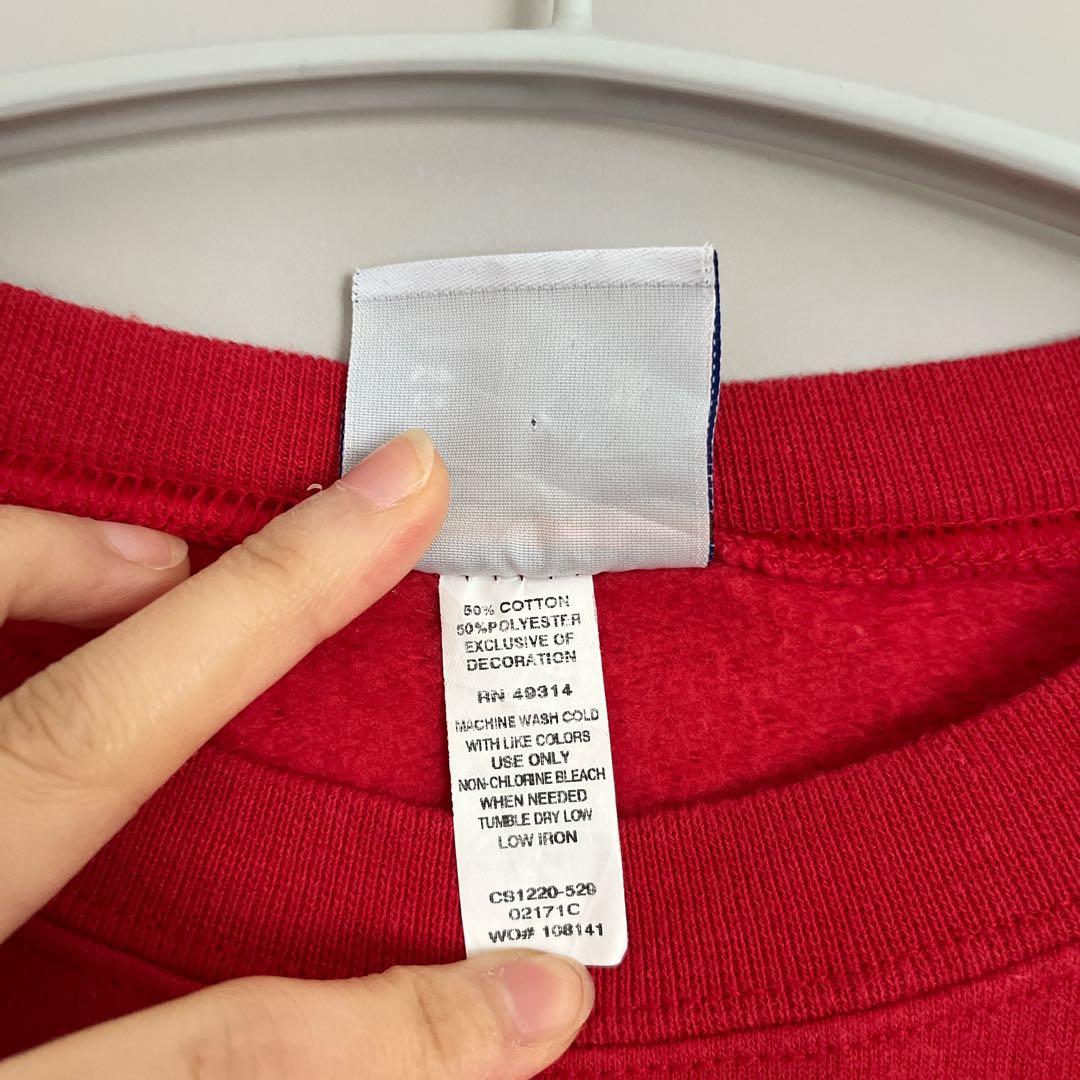 50% COTTON
50%POLYESTER
EXCLUSIVE OF
DECORATION
RN 49314
MACHINE WASH COLD
WITH LIKE COLORS
USE ONLY
NON-CHLORINE BLEACH
WHEN NEEDED
TUMBLE DRY LOW
LOW IRON
CS1220-529
02171C
WO# 108141